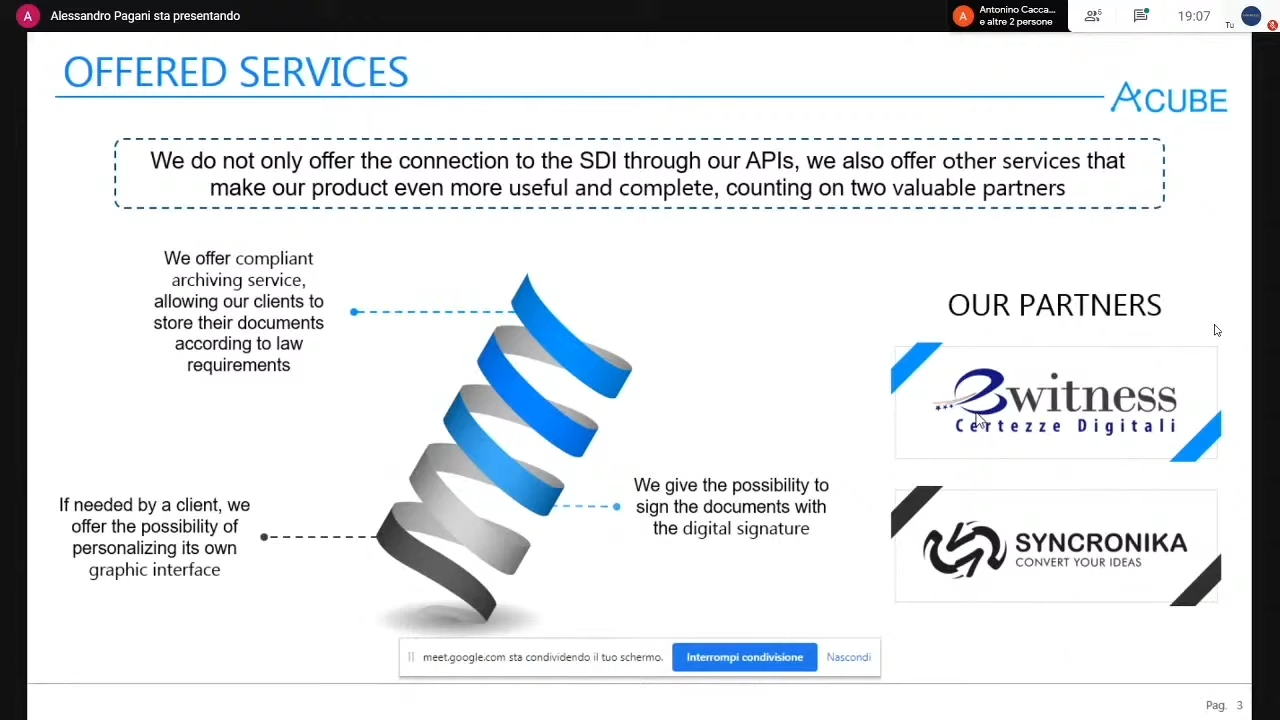 A Alessandro Pagani sta presentando
A Antonino Cacca...
e altre 2 persone
5
19:07
Tu
OFFERED SERVICES
ACUBE
We do not only offer the connection to the SDI through our APIs, we also offer other services that
make our product even more useful and complete, counting on two valuable partners
We offer compliant
archiving service,
allowing our clients to
store their documents
according to law
requirements
OUR PARTNERS
ewitness
Certezze Digitali
We give the possibility to
sign the documents with
the digital signature
If needed by a client, we
offer the possibility of
personalizing its own
graphic interface
SYNCRONIKA
CONVERT YOUR IDEAS
meet.google.com sta condividendo il tuo schermo.
Interrompi condivisione
Nascondi
Pag. 3